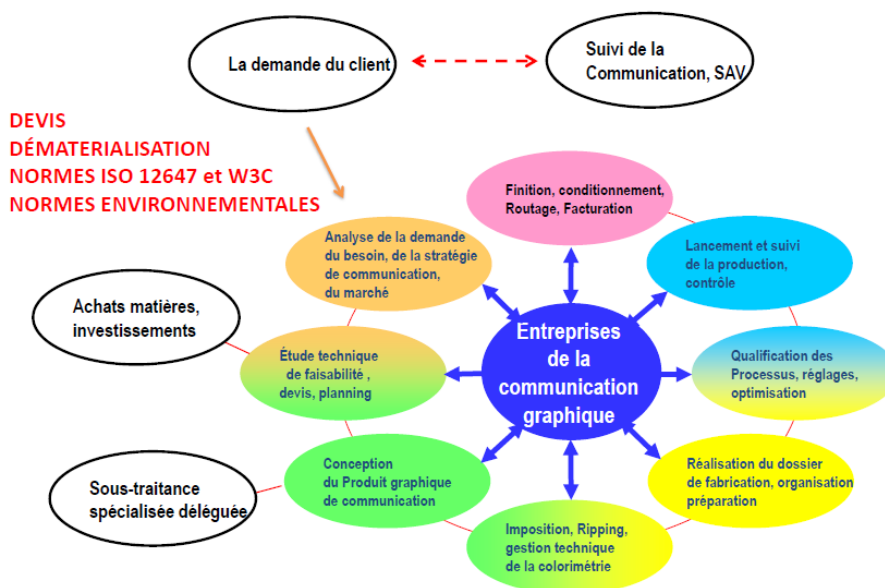 La demande du client
Suivi de la
Communication, SAV
DEVIS
DÉMATERIALISATION
NORMES ISO 12647 et W3C
NORMES ENVIRONNEMENTALES
Finition, conditionnement,
Routage, Facturation
Analyse de la demande
du besoin, de la stratégie
de communication,
du marché
Lancement et suivi
de la production,
contrôle
Achats matières,
investissements
Entreprises
de la
communication
graphique
Étude technique
de faisabilité ,
devis, planning
Qualification des
Processus, réglages,
optimisation
Conception
du Produit graphique
de communication
Réalisation du dossier
de fabrication, organisation
préparation
Sous-traitance
spécialisée déléguée
Imposition, Ripping,
gestion technique
de la colorimétrie